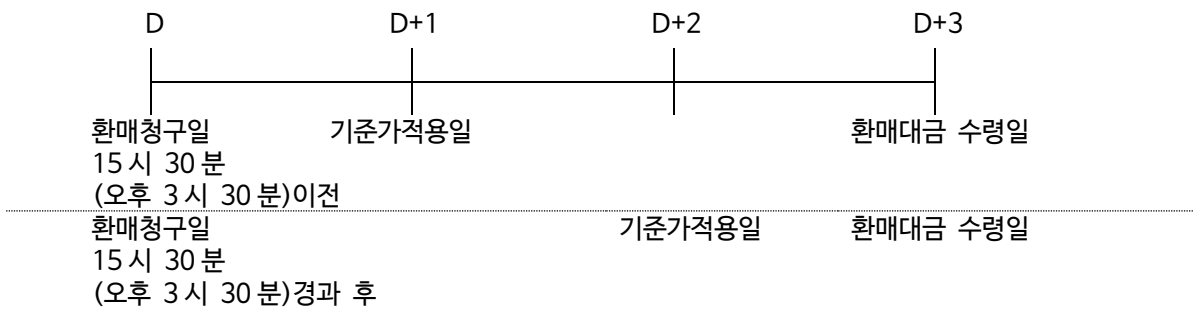 D D+1 D+2 D+3
환매청구일 기준가적용일 환매대금 수령일
15 시 30 분
(오후 3 시 30 분)이전
환매청구일 기준가적용일 환매대금 수령일
15 시 30 분
(오후 3 시 30 분)경과 후